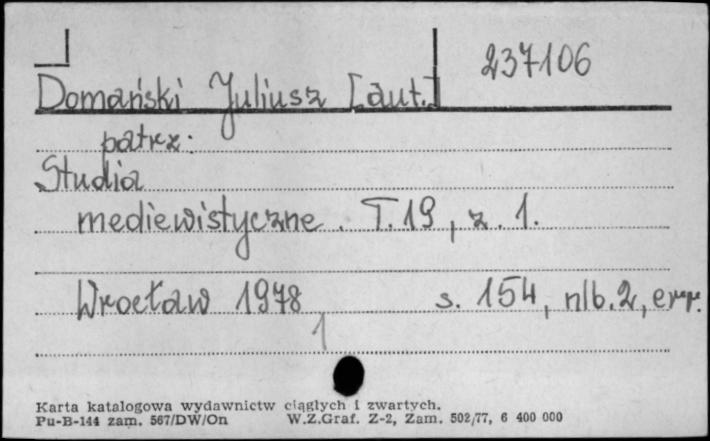 237106
Domański Juliusz [aut.]
patrz:
Studia
mediewistyczne. T. 19, z. 1.
Wrocław 1978 s. 154, nlb. 2, err.
1
Karta katalogowa wydawnictw ciągłych i zwartych.
Pu-B-144 zam. 567/DW/On W.Z.Graf. Z-2, Zam. 502/77, 6 400 000